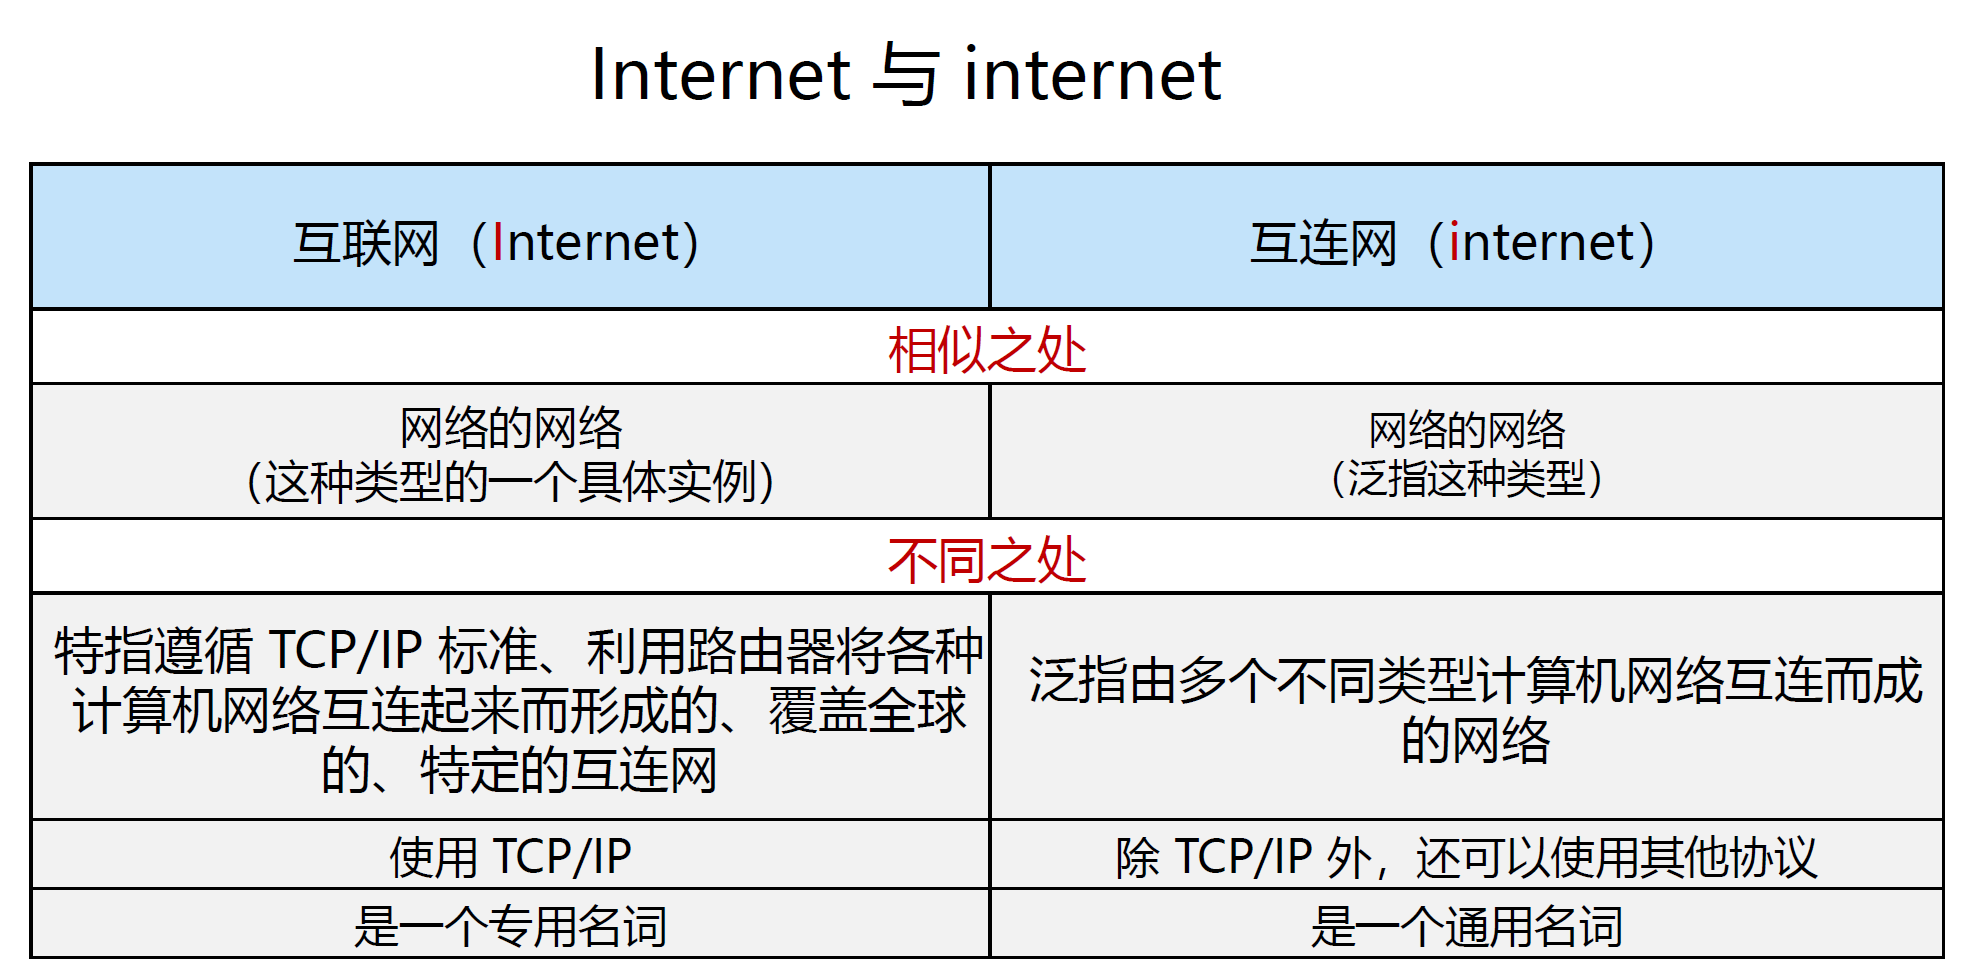 Internet 与 internet
互联网（Internet）
互连网（internet）
相似之处
网络的网络
（这种类型的一个具体实例）
网络的网络
（泛指这种类型）
不同之处
特指遵循 TCP/IP 标准、利用路由器将各种
计算机网络互连起来而形成的、覆盖全球
的、特定的互连网
泛指由多个不同类型计算机网络互连而成
的网络
使用 TCP/IP
除 TCP/IP 外，还可以使用其他协议
是一个专用名词
是一个通用名词